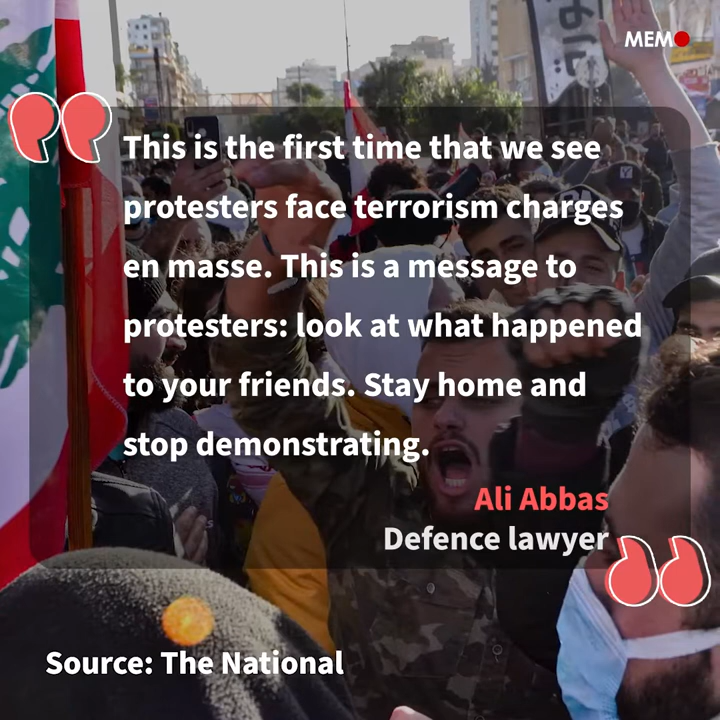 MEMO
This is the first time that we see
protesters face terrorism charges
en masse. This is a message to
protesters: look at what happened
to your friends. Stay home and
stop demonstrating.
Ali Abbas
Defence lawyer
Source: The National